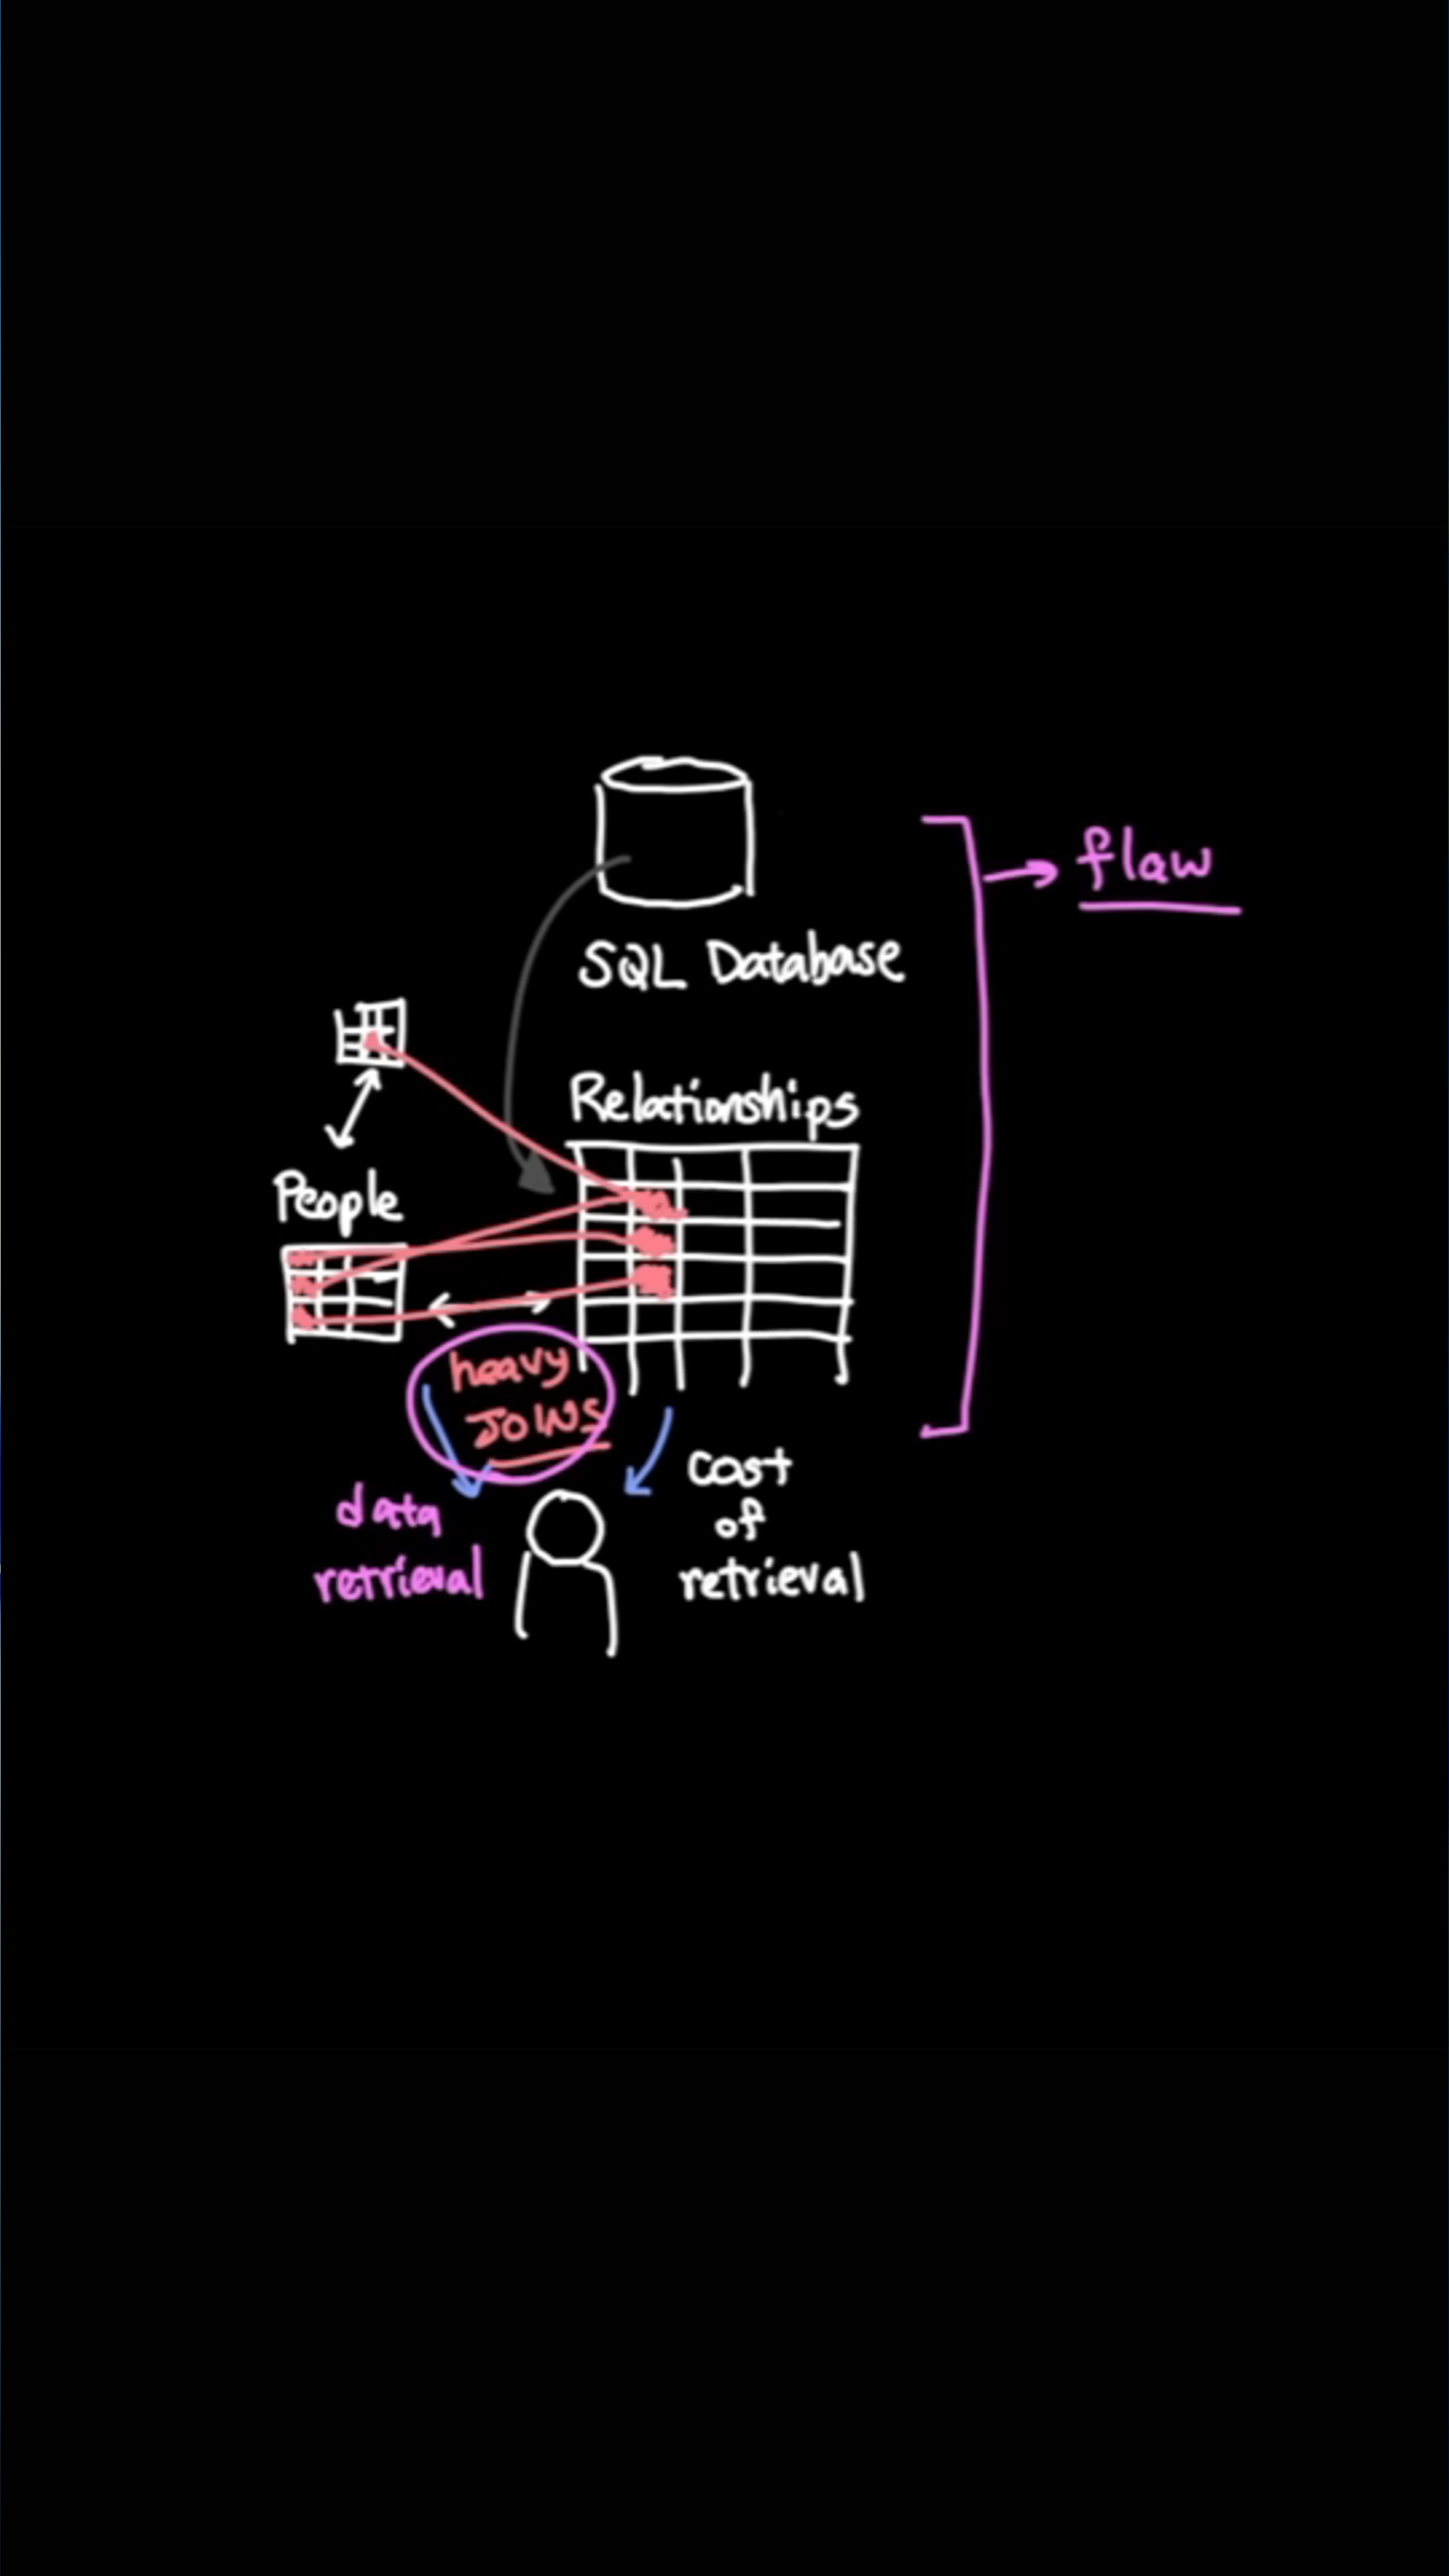 flaw
SQL Database
Relationships
People
heavy
JOINS
cost
of
retrieval
data
retrieval